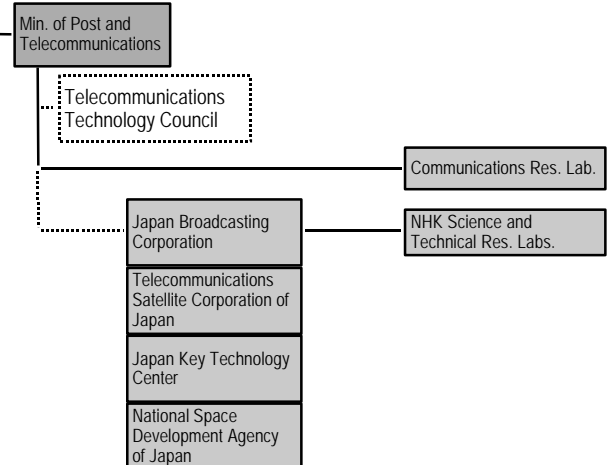 Min. of Post and
Telecommunications
Telecommunications
Technology Council
Communications Res. Lab.
Japan Broadcasting
Corporation
NHK Science and
Technical Res. Labs.
Telecommunications
Satellite Corporation of
Japan
Japan Key Technology
Center
National Space
Development Agency
of Japan